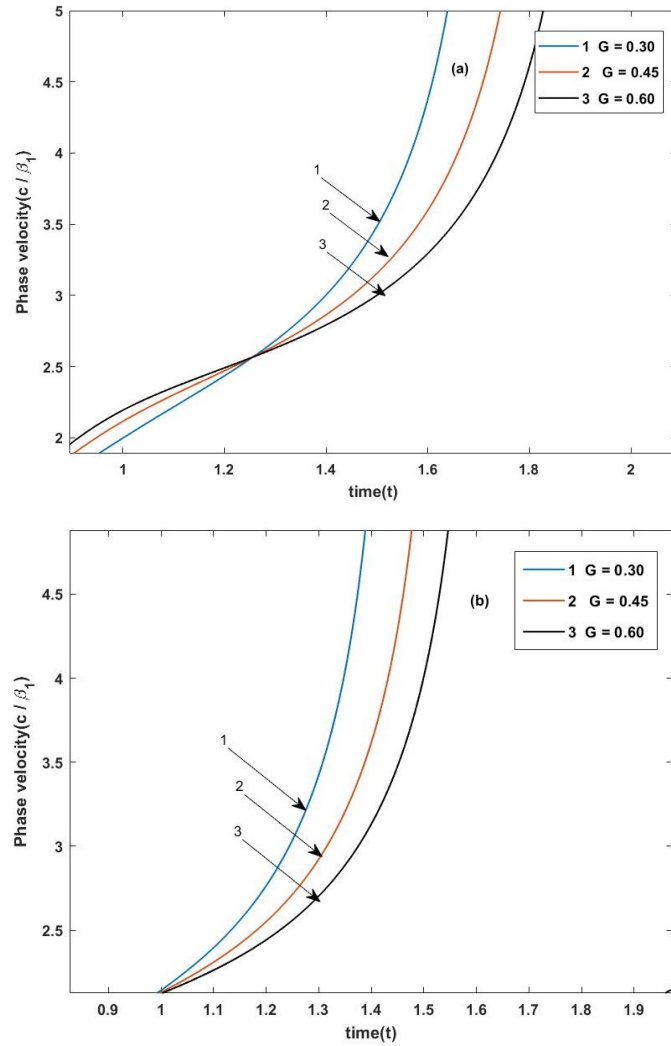 5
4.5
4
3.5
3
2.5
2
Phase velocity(c / β1)
(a)
1 G = 0.30
2 G = 0.45
3 G = 0.60
1
2
3
1
1.2
1.4
1.6
1.8
2
time(t)
4.5
4
3.5
3
2.5
Phase velocity(c / β1)
(b)
1 G = 0.30
2 G = 0.45
3 G = 0.60
1
2
3
0.9
1
1.1
1.2
1.3
1.4
1.5
1.6
1.7
1.8
1.9
time(t)